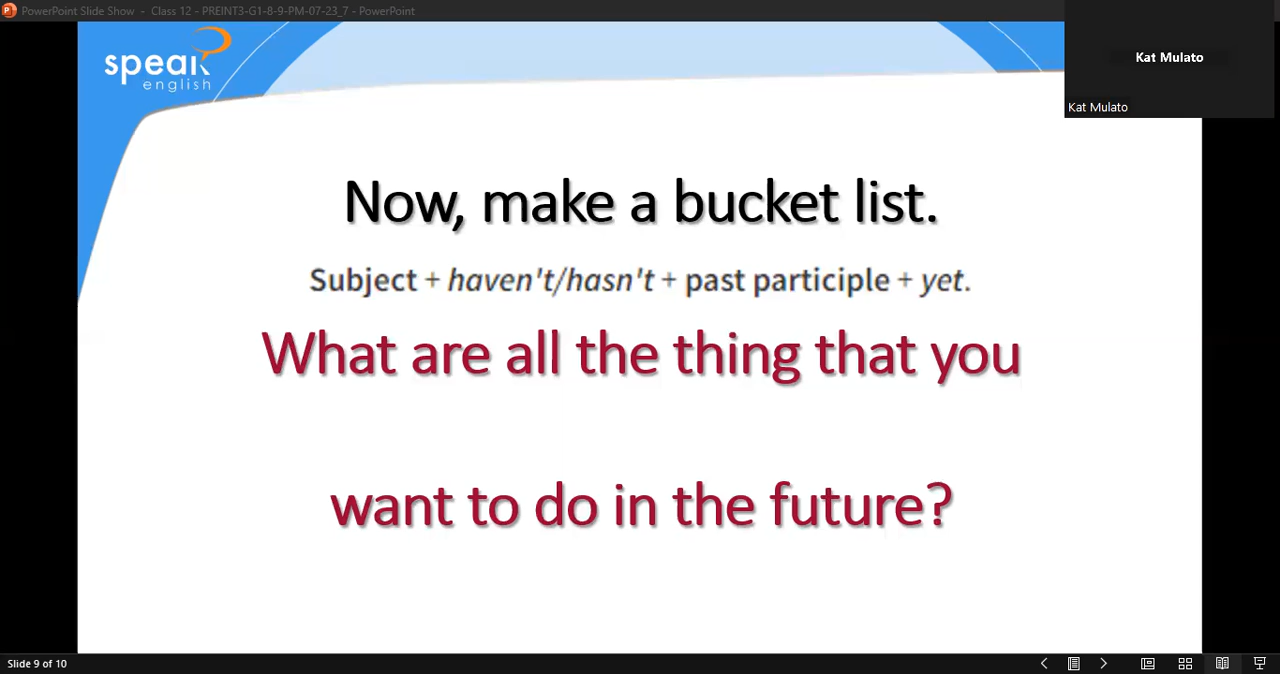 PowerPoint Slide Show - Class 12 - PREINT3-G1-8-9-PM-07-23_7 - PowerPoint
speak
english
Kat Mulato
Kat Mulato
Now, make a bucket list.
Subject + haven't/hasn't + past participle + yet.
What are all the thing that you
want to do in the future?
Slide 9 of 10